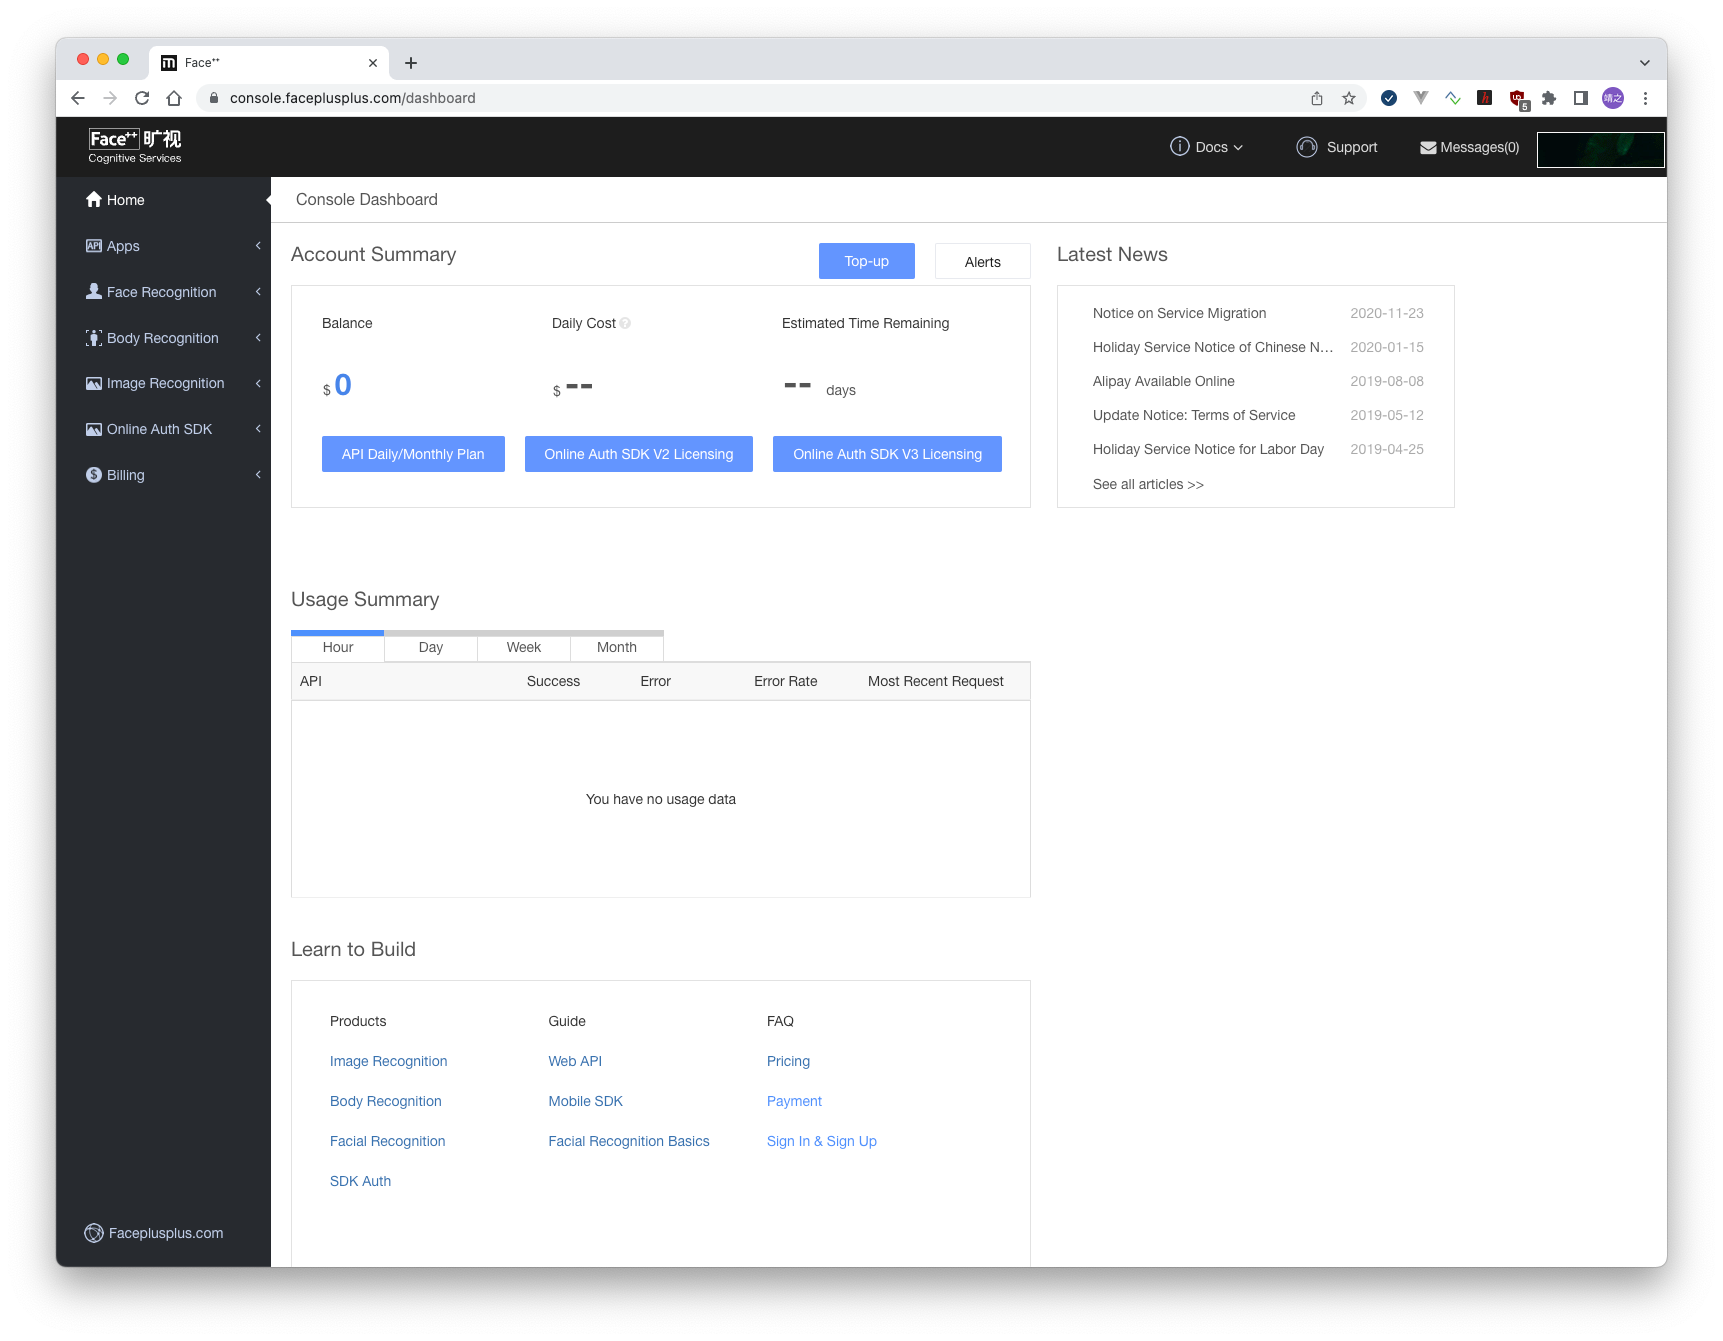 Face++
console.faceplusplus.com/dashboard
5
靖之
Face++ 旷视
Cognitive Services
Docs
Support
Messages(0)
Home
Apps
Face Recognition
Body Recognition
Image Recognition
Online Auth SDK
Billing
Faceplusplus.com
Console Dashboard
Account Summary
Top-up
Alerts
Balance
Daily Cost
Estimated Time Remaining
$ 0
$ --
-- days
API Daily/Monthly Plan
Online Auth SDK V2 Licensing
Online Auth SDK V3 Licensing
Latest News
Notice on Service Migration 2020-11-23
Holiday Service Notice of Chinese N... 2020-01-15
Alipay Available Online 2019-08-08
Update Notice: Terms of Service 2019-05-12
Holiday Service Notice for Labor Day 2019-04-25
See all articles >>
Usage Summary
Hour Day Week Month
API Success Error Error Rate Most Recent Request
You have no usage data
Learn to Build
Products
Image Recognition
Body Recognition
Facial Recognition
SDK Auth
Guide
Web API
Mobile SDK
Facial Recognition Basics
FAQ
Pricing
Payment
Sign In & Sign Up